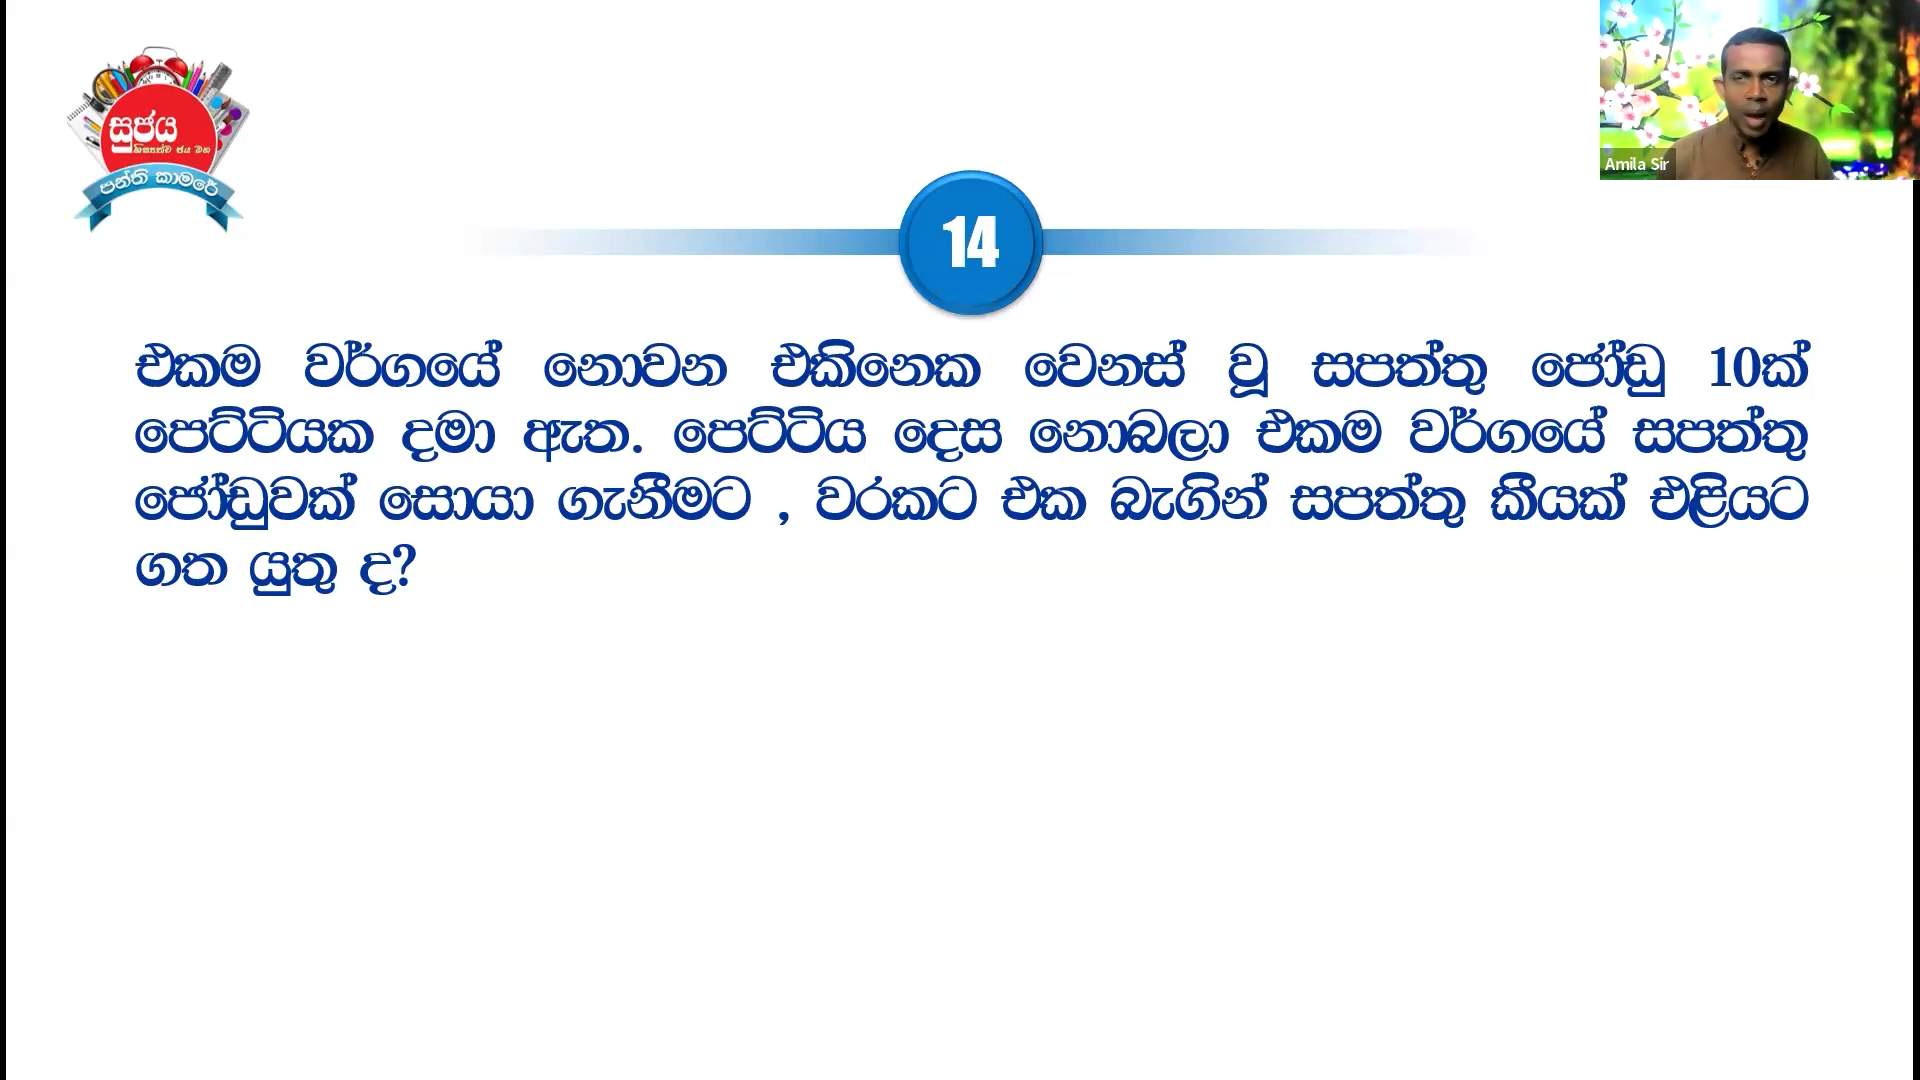 සුජය
පන්ති කාමරේ
Amila Sir
14
එකම වර්ගයේ නොවන එකිනෙක වෙනස් වූ සපත්තු ජෝඩු 10ක්
පෙට්ටියක දමා ඇත. පෙට්ටිය දෙස නොබලා එකම වර්ගයේ සපත්තු
ජෝඩුවක් සොයා ගැනීමට , වරකට එක බැගින් සපත්තු කීයක් එළියට
ගත යුතු ද?